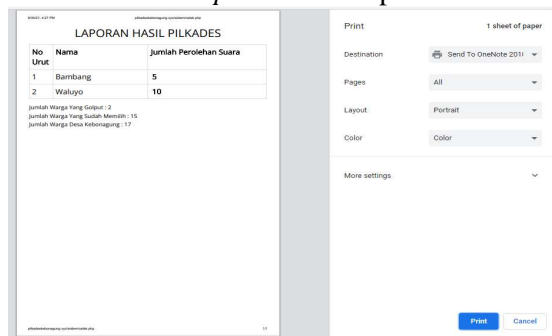 LAPORAN HASIL PILKADES
No Urut Nama Jumlah Perolehan Suara
1 Bambang 5
2 Waluyo 10
Jumlah Warga Yang Golput : 2
Jumlah Warga Yang Sudah Memilih : 15
Jumlah Warga Desa Kebonagung : 17
1/1
Print 1 sheet of paper
Destination Send To OneNote 201
Pages All
Layout Portrait
Color Color
More settings
Print Cancel